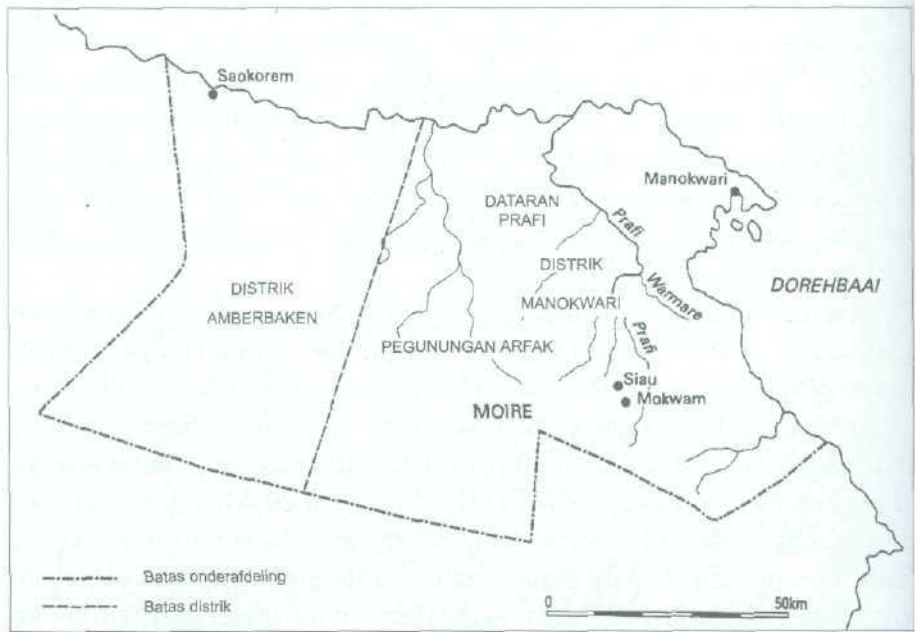 Saokorem
Manokwari
DATARAN
PRAFI
Prafi
DISTRIK
MANOKWARI
Warmare
DOREHBAAI
DISTRIK
AMBERBAKEN
PEGUNUNGAN ARFAK
Prafi
Siau
Mokwam
MOIRE
Batas onderafdeling
Batas distrik
0 50km